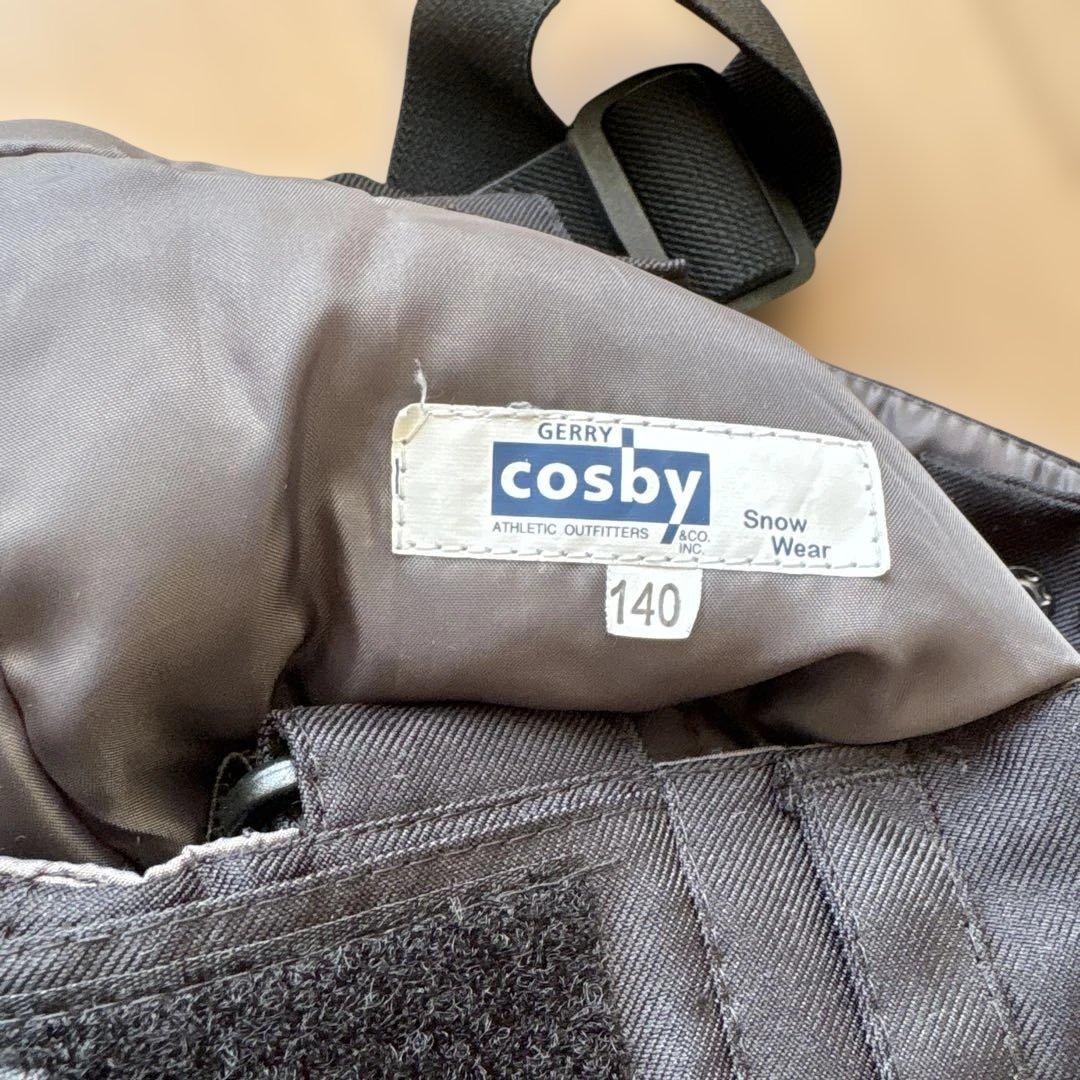 GERRY
cosby
ATHLETIC OUTFITTERS &CO. INC.
Snow
Wear
140